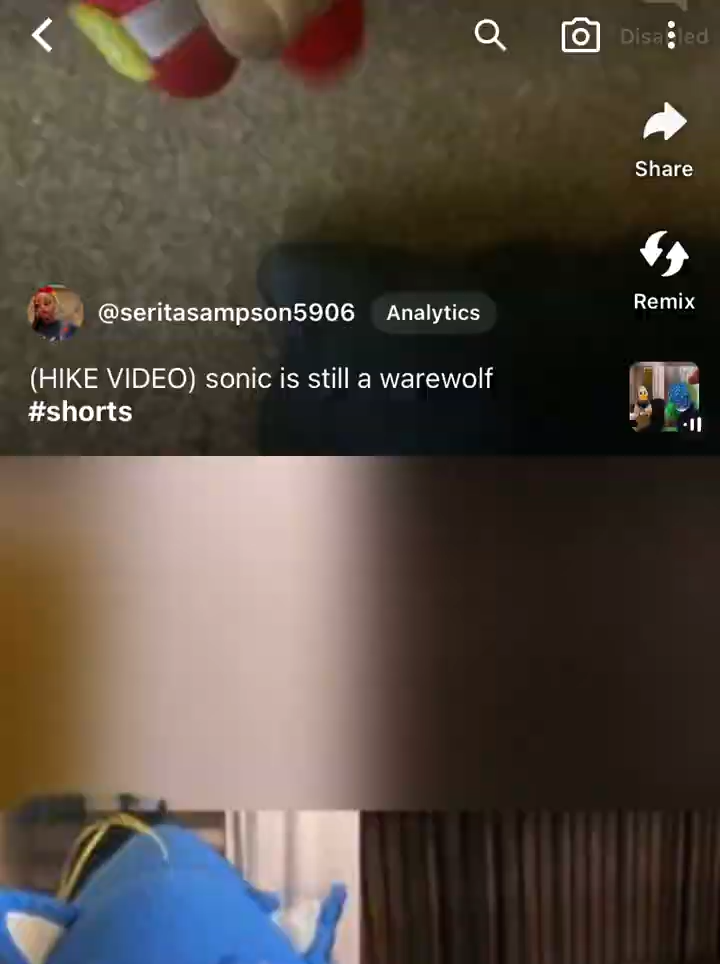 Disabled
Share
Remix
@seritasampson5906 Analytics
(HIKE VIDEO) sonic is still a warewolf
#shorts